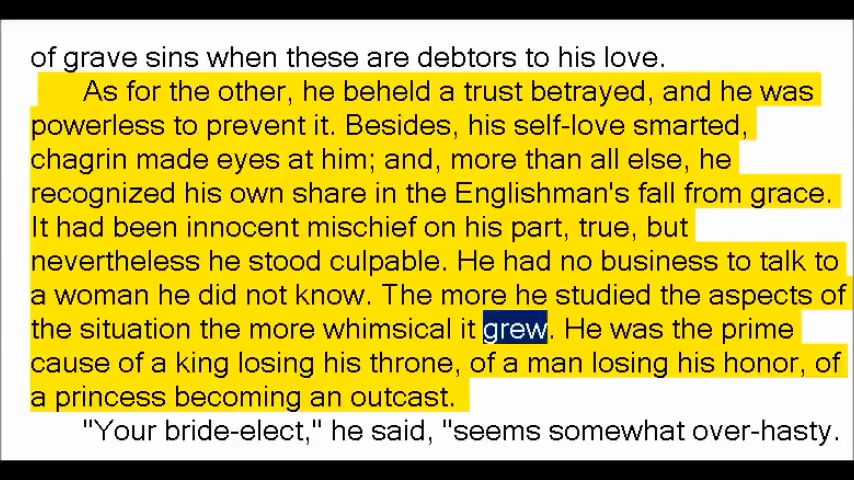 of grave sins when these are debtors to his love.
As for the other, he beheld a trust betrayed, and he was
powerless to prevent it. Besides, his self-love smarted,
chagrin made eyes at him; and, more than all else, he
recognized his own share in the Englishman's fall from grace.
It had been innocent mischief on his part, true, but
nevertheless he stood culpable. He had no business to talk to
a woman he did not know. The more he studied the aspects of
the situation the more whimsical it grew. He was the prime
cause of a king losing his throne, of a man losing his honor, of
a princess becoming an outcast.
"Your bride-elect," he said, "seems somewhat over-hasty.